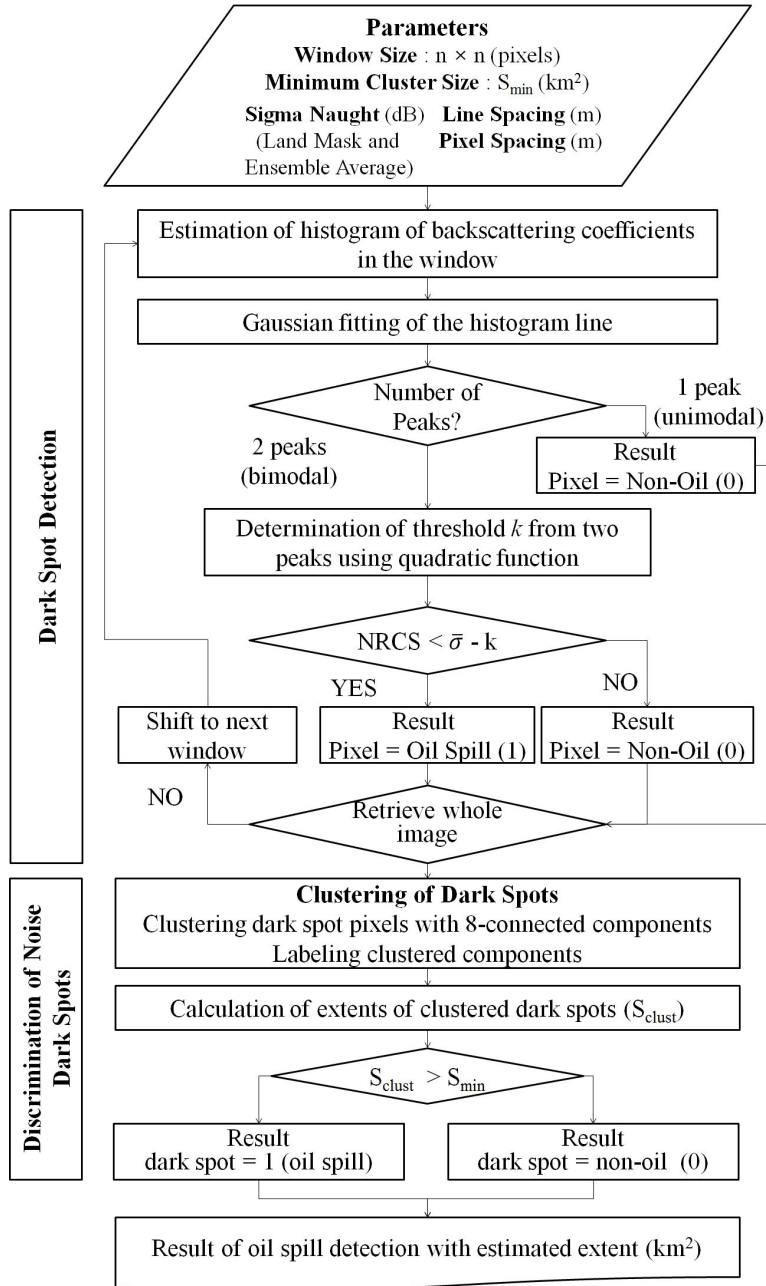 Parameters
Window Size : n × n (pixels)
Minimum Cluster Size : Smin (km²)
Sigma Naught (dB)
(Land Mask and
Ensemble Average)
Line Spacing (m)
Pixel Spacing (m)
Dark Spot Detection
Estimation of histogram of backscattering coefficients
in the window
Gaussian fitting of the histogram line
Number of
Peaks?
1 peak
(unimodal)
2 peaks
(bimodal)
Result
Pixel = Non-Oil (0)
Determination of threshold k from two
peaks using quadratic function
NRCS < σ̄ - k
YES
NO
Shift to next
window
Result
Pixel = Oil Spill (1)
Result
Pixel = Non-Oil (0)
NO
Retrieve whole
image
Discrimination of Noise
Dark Spots
Clustering of Dark Spots
Clustering dark spot pixels with 8-connected components
Labeling clustered components
Calculation of extents of clustered dark spots (Sclust)
Sclust > Smin
Result
dark spot = 1 (oil spill)
Result
dark spot = non-oil (0)
Result of oil spill detection with estimated extent (km²)